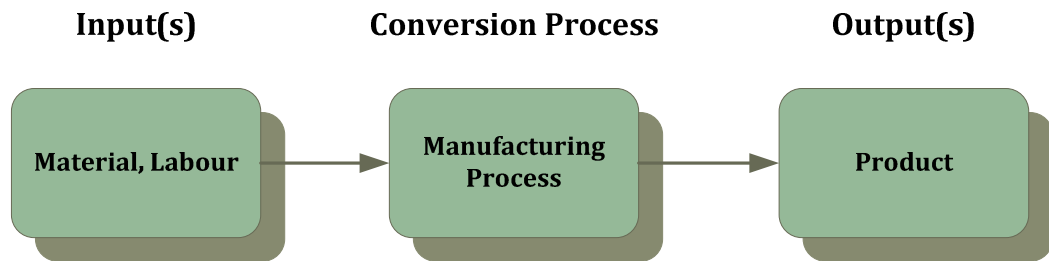 Input(s)
Conversion Process
Output(s)
Material, Labour
Manufacturing
Process
Product